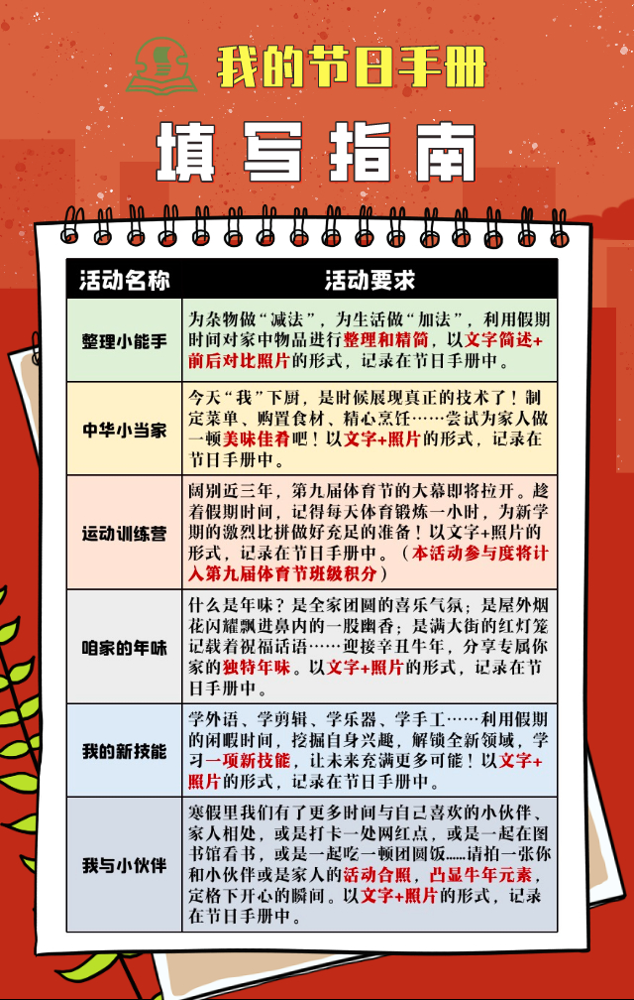 我的节日手册
填写指南
活动名称 活动要求
整理小能手
为杂物做“减法”，为生活做“加法”，利用假期
时间对家中物品进行整理和精简，以文字简述+
前后对比照片的形式，记录在节日手册中。
中华小当家
今天“我”下厨，是时候展现真正的技术了！制
定菜单、购置食材、精心烹饪……尝试为家人做
一顿美味佳肴吧！以文字+照片的形式，记录在
节日手册中。
运动训练营
阔别近三年，第九届体育节的大幕即将拉开。趁
着假期时间，记得每天体育锻炼一小时，为新学
期的激烈比拼做好充足的准备！以文字+照片的
形式，记录在节日手册中。（本活动参与度将计
入第九届体育节班级积分）
咱家的年味
什么是年味？是全家团圆的喜乐气氛；是屋外烟
花闪耀飘进鼻内的一股幽香；是满大街的红灯笼
记载着祝福话语……迎接辛丑牛年，分享专属你
家的独特年味。以文字+照片的形式，记录在节
日手册中。
我的新技能
学外语、学剪辑、学乐器、学手工……利用假期
的闲暇时间，挖掘自身兴趣，解锁全新领域，学
习一项新技能，让未来充满更多可能！以文字+
照片的形式，记录在节日手册中。
我与小伙伴
寒假里我们有了更多时间与自己喜欢的小伙伴、
家人相处，或是打卡一处网红点，或是一起在图
书馆看书，或是一起吃一顿团圆饭……请拍一张你
和小伙伴或是家人的活动合照，凸显牛年元素，
定格下开心的瞬间。以文字+照片的形式，记录
在节日手册中。